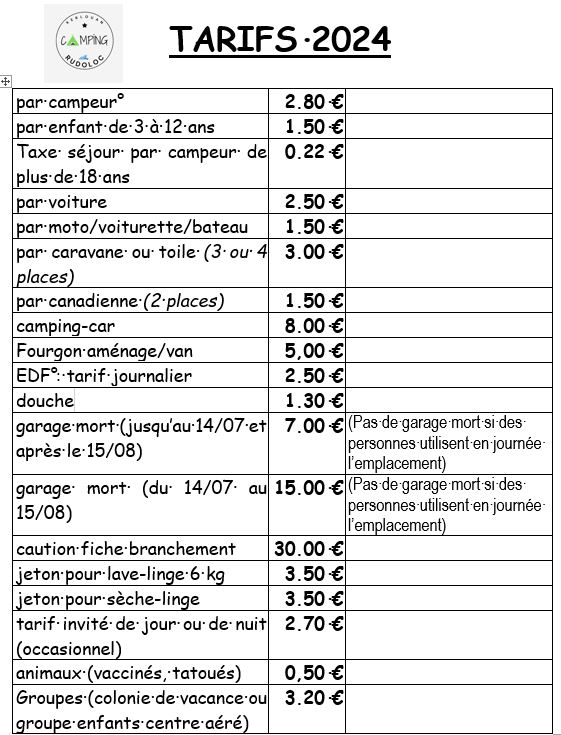 KERLOUAN
CAMPING
RUDOLOC
TARIFS 2024
par campeur° 2.80 €
par enfant de 3 à 12 ans 1.50 €
Taxe séjour par campeur de 0.22 €
plus de 18 ans
par voiture 2.50 €
par moto/voiturette/bateau 1.50 €
par caravane ou toile (3 ou 4 3.00 €
places)
par canadienne (2 places) 1.50 €
camping-car 8.00 €
Fourgon aménage/van 5,00 €
EDF°: tarif journalier 2.50 €
douche 1.30 €
garage mort (jusqu'au 14/07 et 7.00 € (Pas de garage mort si des
après le 15/08) personnes utilisent en journée
l'emplacement)
garage mort (du 14/07 au 15.00 € (Pas de garage mort si des
15/08) personnes utilisent en journée
l'emplacement)
caution fiche branchement 30.00 €
jeton pour lave-linge 6 kg 3.50 €
jeton pour sèche-linge 3.50 €
tarif invité de jour ou de nuit 2.70 €
(occasionnel)
animaux (vaccinés, tatoués) 0,50 €
Groupes (colonie de vacance ou 3.20 €
groupe enfants centre aéré)